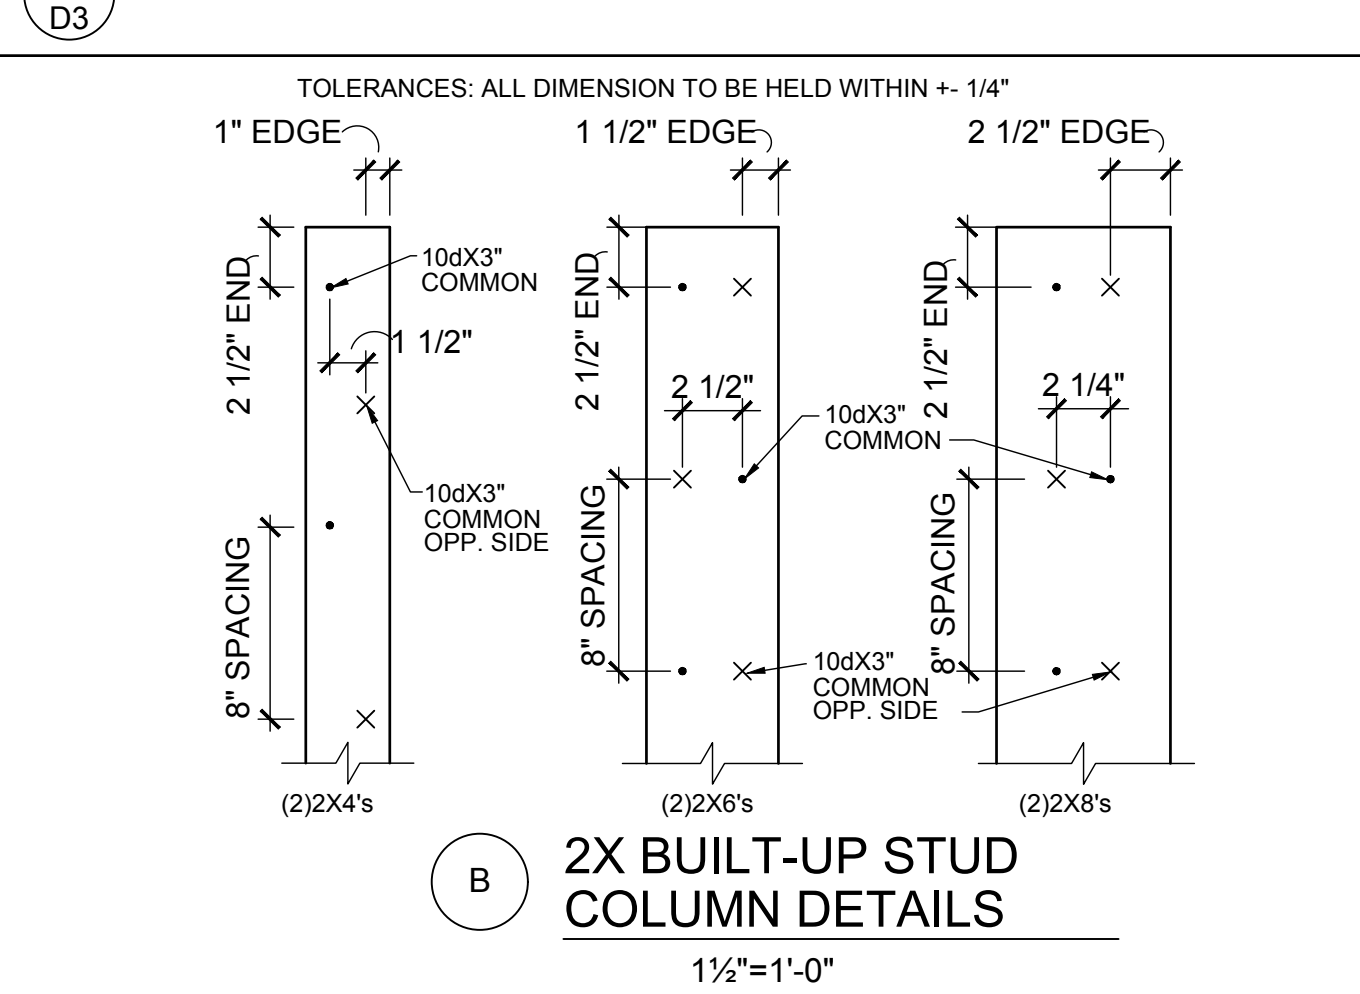 D3
TOLERANCES: ALL DIMENSION TO BE HELD WITHIN +- 1/4"
1" EDGE
1 1/2" EDGE
2 1/2" EDGE
2 1/2" END
10dX3"
COMMON
1 1/2"
10dX3"
COMMON
OPP. SIDE
8" SPACING
(2)2X4's
2 1/2" END
2 1/2"
10dX3"
COMMON
8" SPACING
10dX3"
COMMON
OPP. SIDE
(2)2X6's
2 1/2" END
2 1/4"
8" SPACING
(2)2X8's
B
2X BUILT-UP STUD
COLUMN DETAILS
1½"=1'-0"